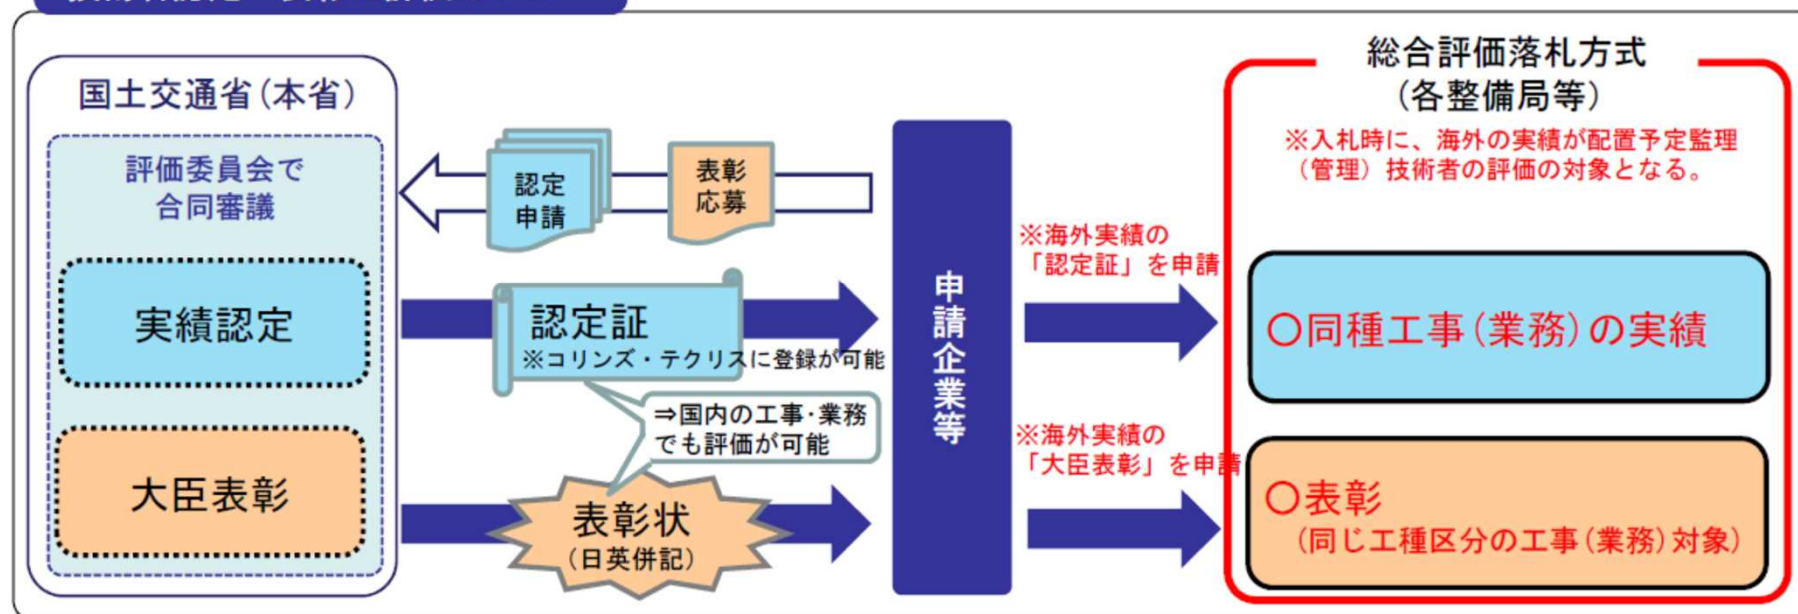 国土交通省(本省)
評価委員会で
合同審議
実績認定
大臣表彰
認定
申請
表彰
応募
認定証
※コリンズ・テクリスに登録が可能
⇒国内の工事・業務
でも評価が可能
表彰状
(日英併記)
申請企業等
※海外実績の
「認定証」を申請
※海外実績の
「大臣表彰」を申請
総合評価落札方式
(各整備局等)
※入札時に、海外の実績が配置予定監理
(管理)技術者の評価の対象となる。
〇同種工事(業務)の実績
〇表彰
(同じ工種区分の工事(業務)対象)